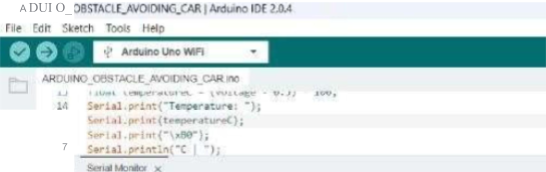 A DUI O_OBSTACLE_AVOIDING_CAR | Arduino IDE 2.0.4
File Edit Sketch Tools Help
Arduino Uno WiFi
ARDUINO_OBSTACLE_AVOIDING_CAR.ino
13 float temperatureC = (voltage - 0.5) * 100;
14 Serial.print("Temperature: ");
Serial.print(temperatureC);
Serial.print("\xB0");
7 Serial.println("C | ");
Serial Monitor x